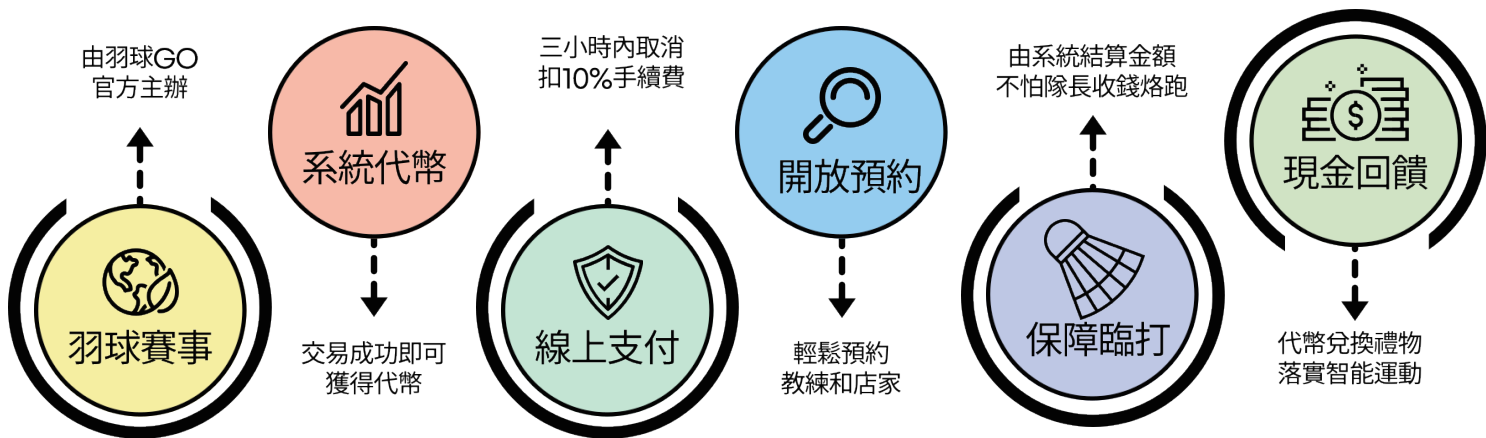 由羽球GO
官方主辦
羽球賽事
系統代幣
交易成功即可
獲得代幣
三小時內取消
扣10%手續費
線上支付
開放預約
輕鬆預約
教練和店家
由系統結算金額
不怕隊長收錢烙跑
保障臨打
現金回饋
代幣兌換禮物
落實智能運動